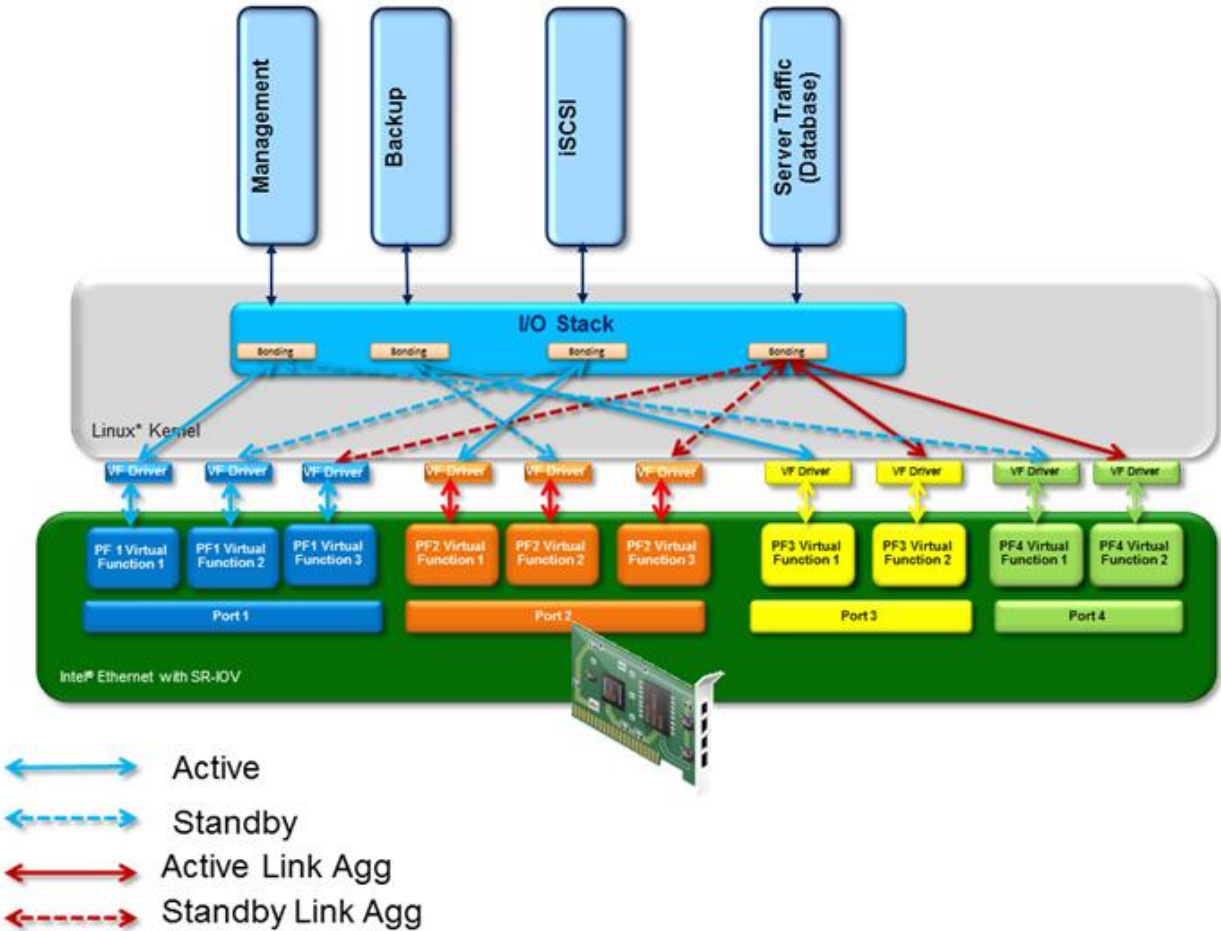 Management
Backup
iSCSI
Server Traffic
(Database)
I/O Stack
Bonding
Bonding
Bonding
Bonding
Linux* Kernel
VF Driver
VF Driver
VF Driver
VF Driver
VF Driver
VF Driver
VF Driver
VF Driver
VF Driver
VF Driver
PF 1 Virtual
Function 1
PF1 Virtual
Function 2
PF1 Virtual
Function 3
PF2 Virtual
Function 1
PF2 Virtual
Function 2
PF2 Virtual
Function 3
PF3 Virtual
Function 1
PF3 Virtual
Function 2
PF4 Virtual
Function 1
PF4 Virtual
Function 2
Port 1
Port 2
Port 3
Port 4
Intel® Ethernet with SR-IOV
Active
Standby
Active Link Agg
Standby Link Agg